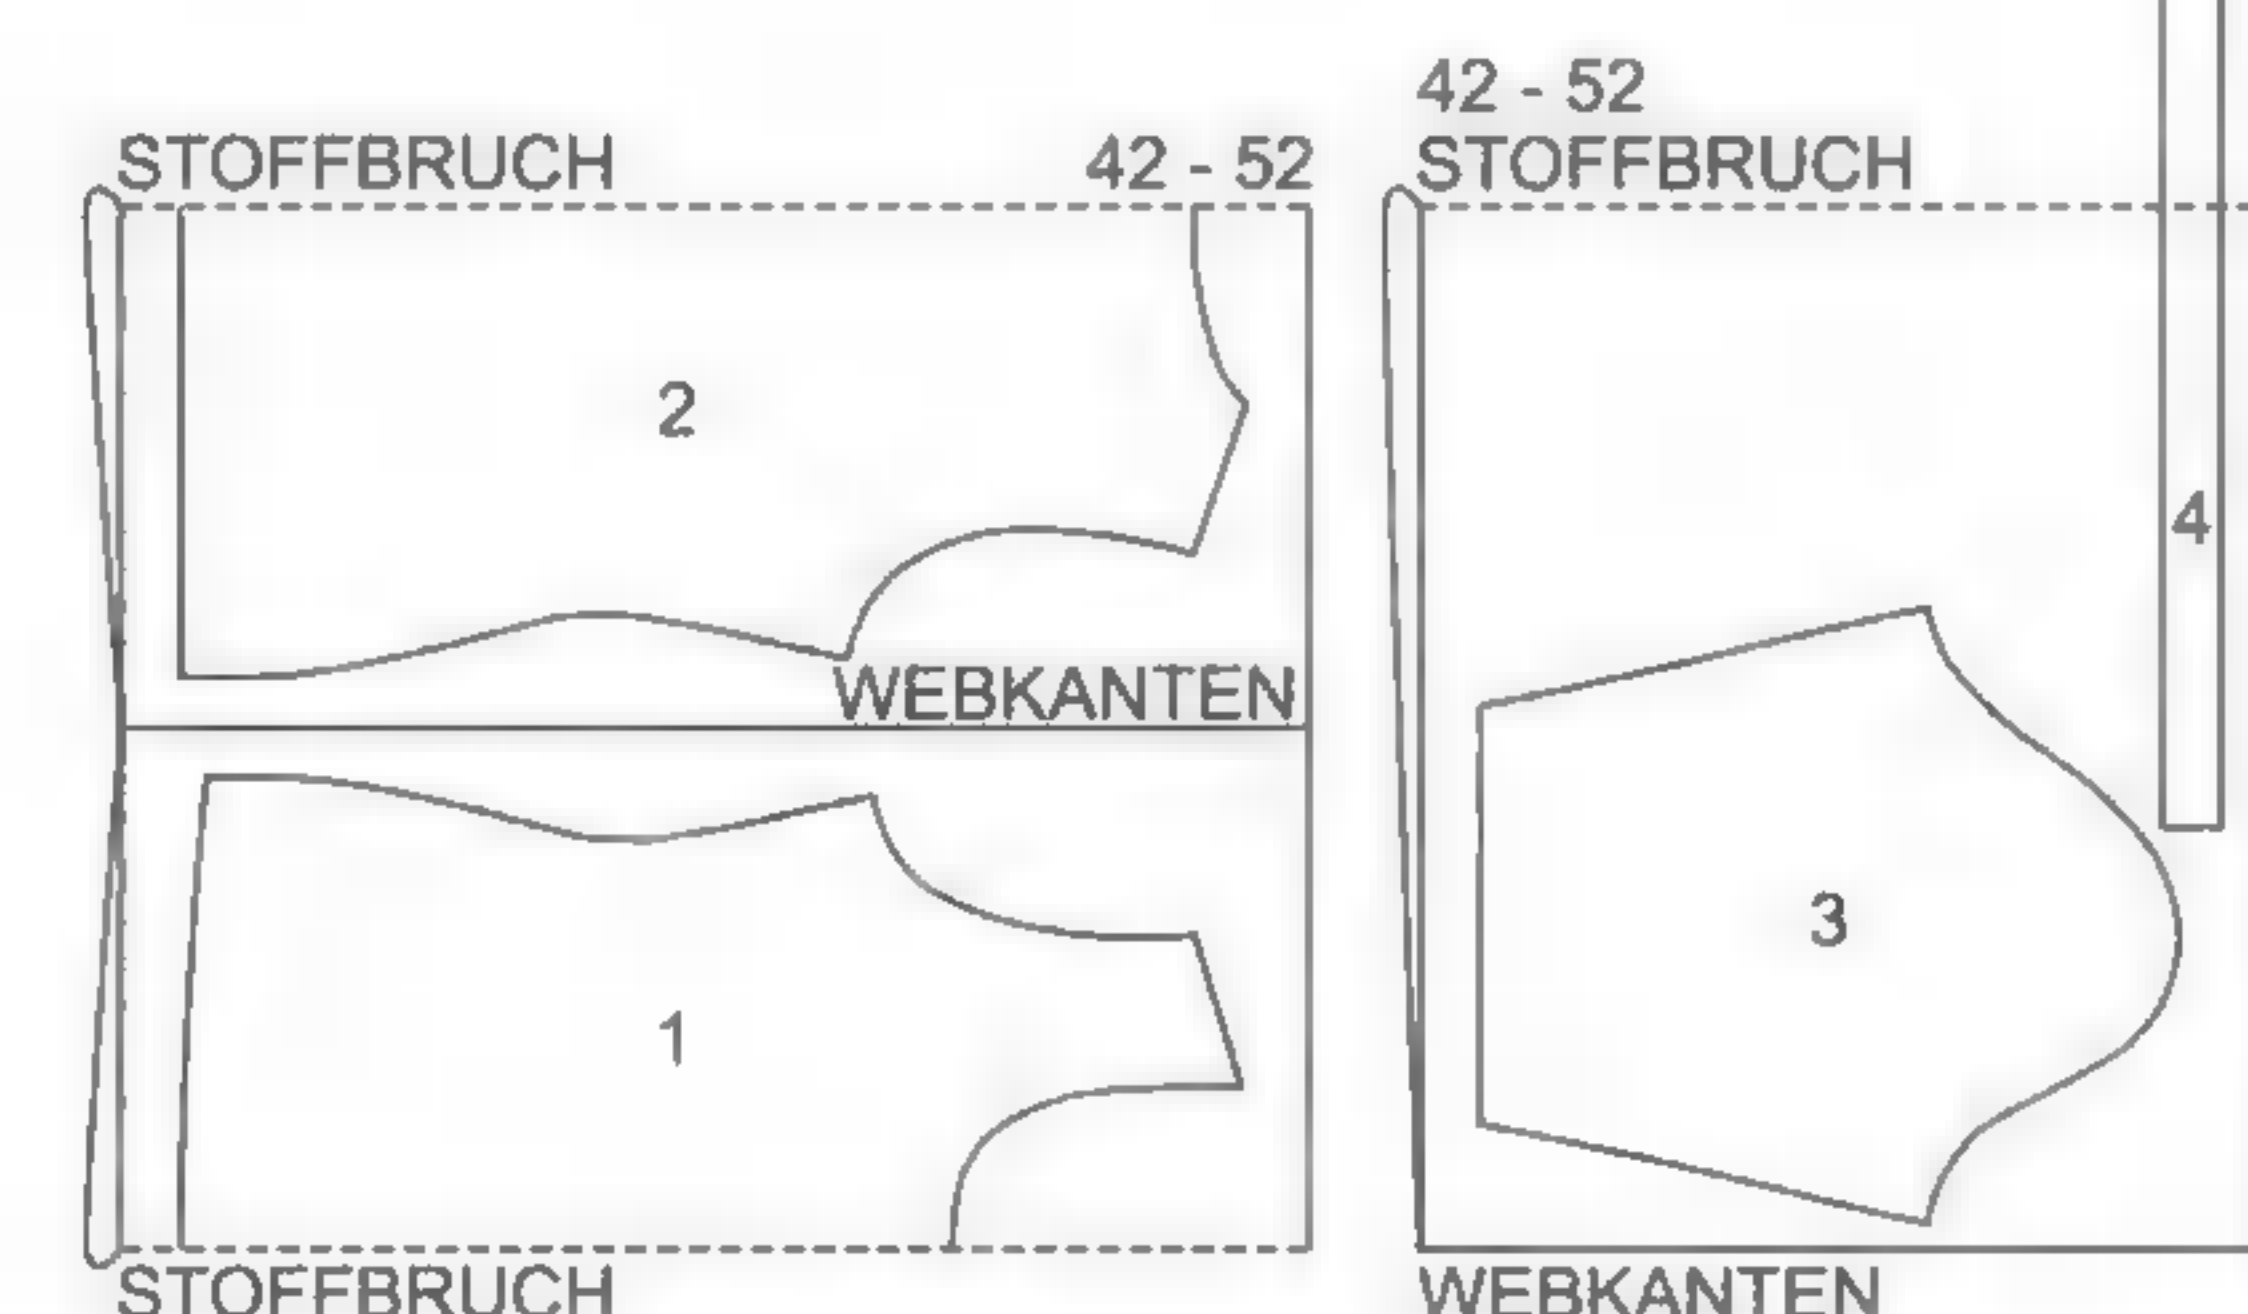 42 - 52
STOFFBRUCH 42 - 52 STOFFBRUCH
2
4
WEBKANTEN
3
1
STOFFBRUCH WEBKANTEN